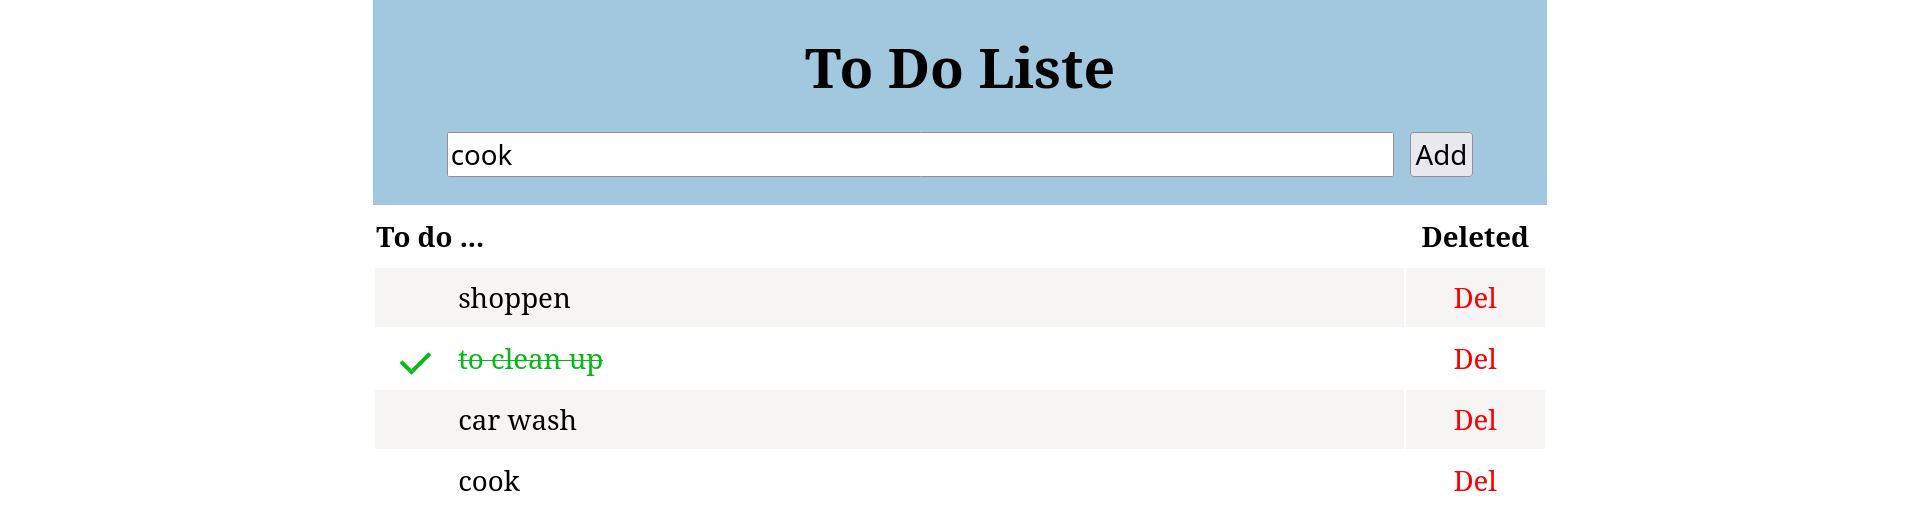 To Do Liste
cook Add
To do ... Deleted
shoppen Del
to clean up Del
car wash Del
cook Del